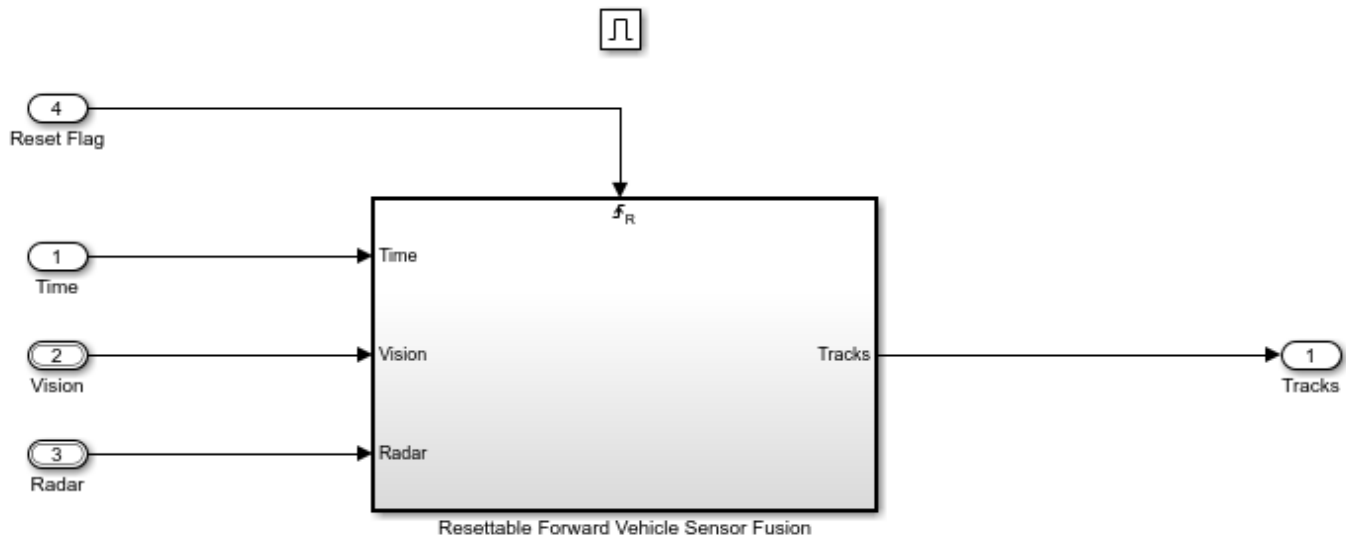 4
Reset Flag
R
1
Time
Time
2
Vision
Vision
Tracks
1
Tracks
3
Radar
Radar
Resettable Forward Vehicle Sensor Fusion